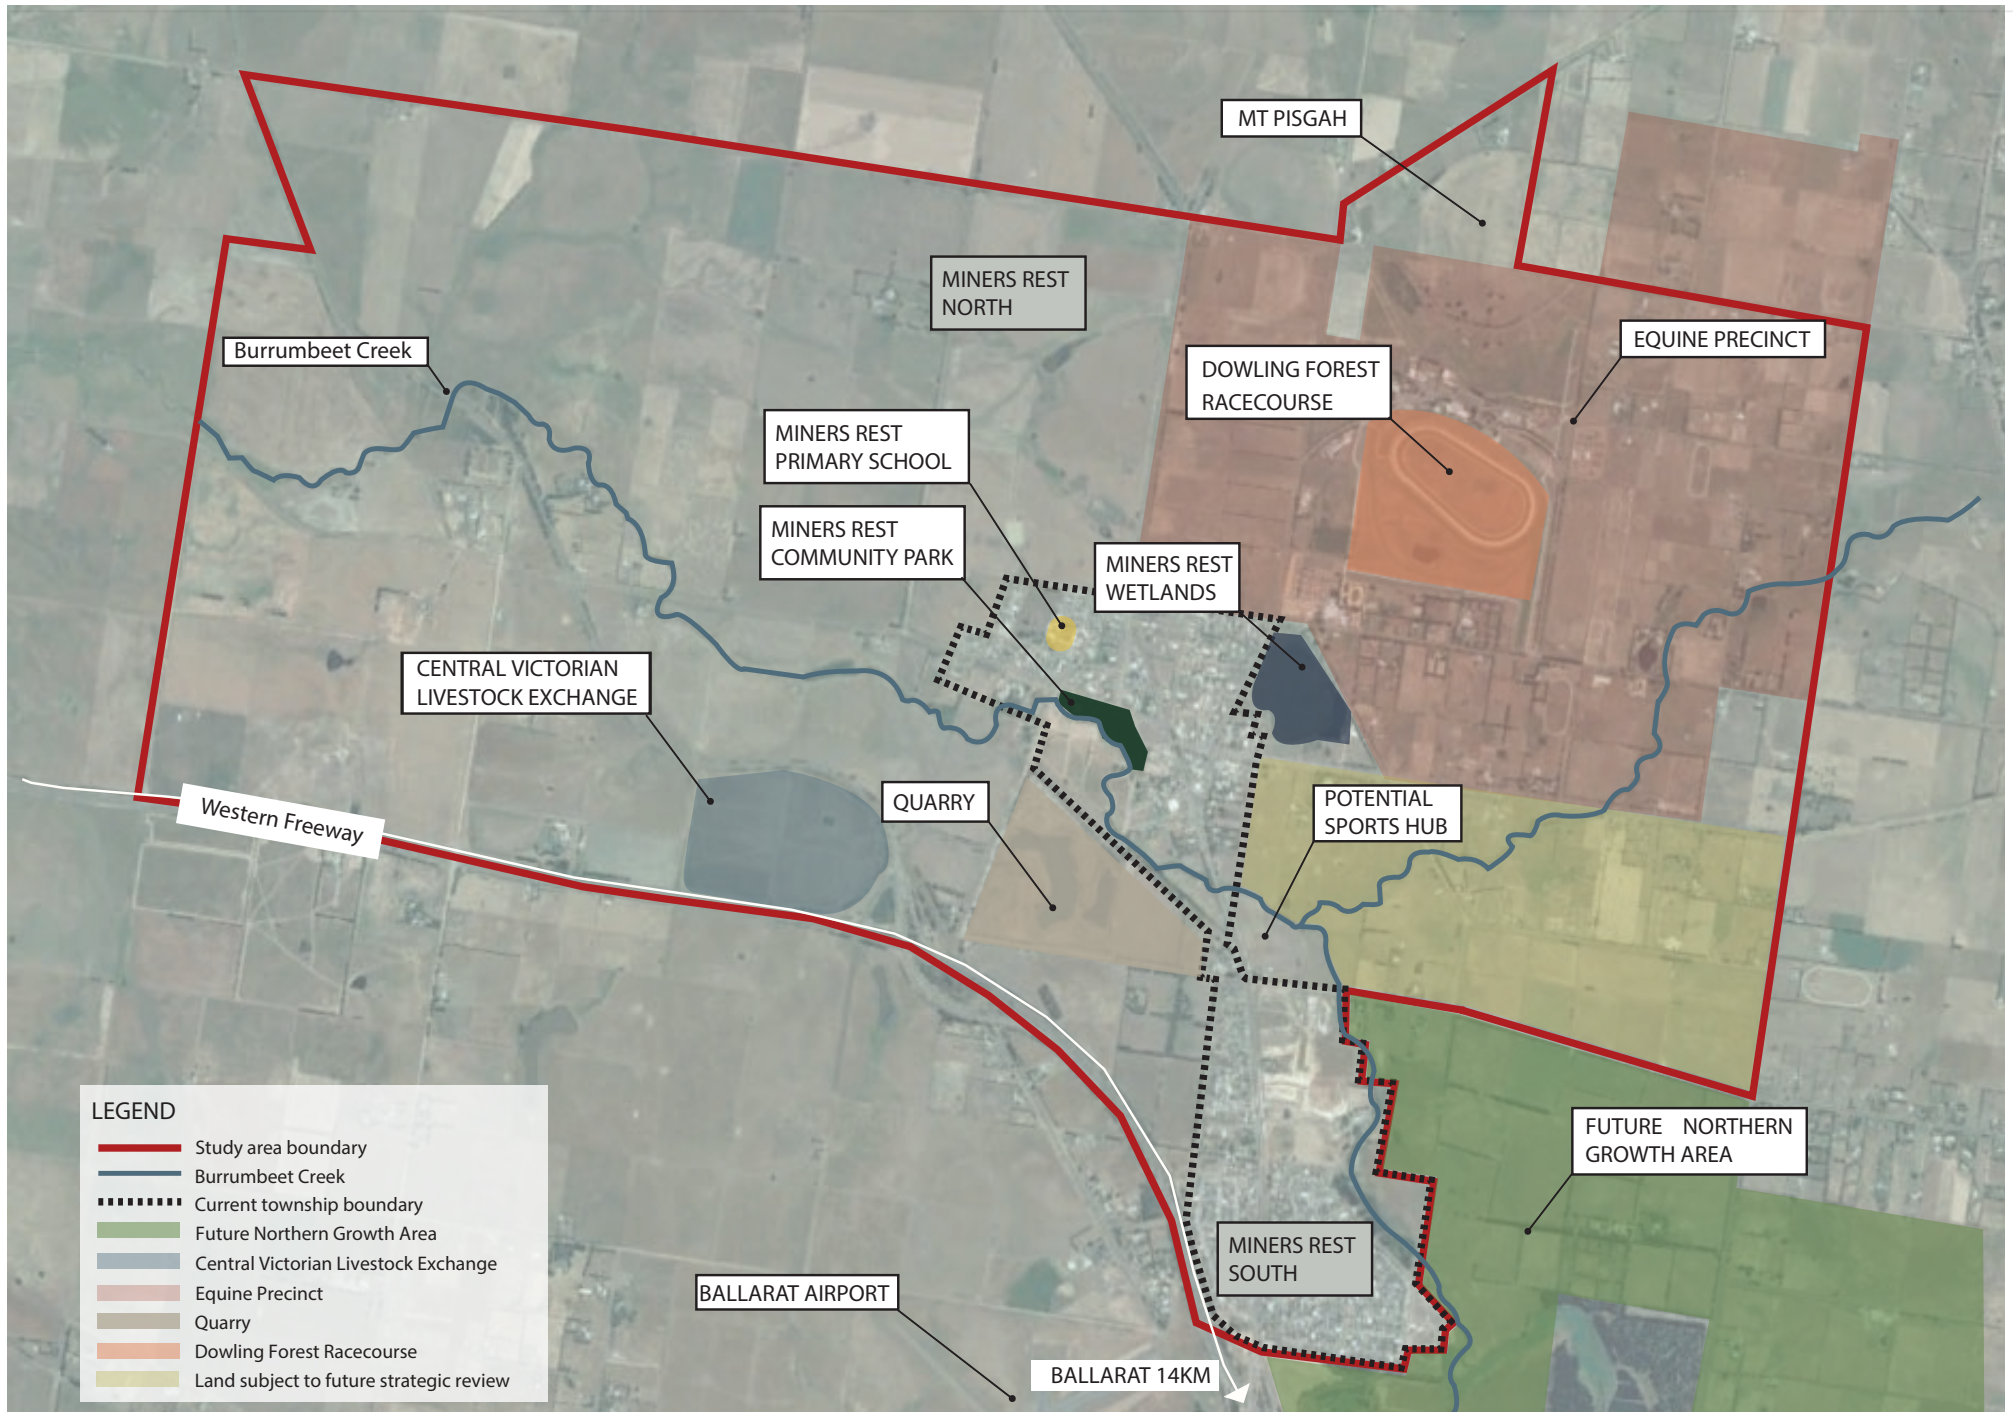 MT PISGAH
MINERS REST
NORTH
EQUINE PRECINCT
Burrumbeet Creek
DOWLING FOREST
RACECOURSE
MINERS REST
PRIMARY SCHOOL
MINERS REST
COMMUNITY PARK
MINERS REST
WETLANDS
CENTRAL VICTORIAN
LIVESTOCK EXCHANGE
Western Freeway
QUARRY
POTENTIAL
SPORTS HUB
FUTURE NORTHERN
GROWTH AREA
MINERS REST
SOUTH
BALLARAT AIRPORT
BALLARAT 14KM
LEGEND
Study area boundary
Burrumbeet Creek
Current township boundary
Future Northern Growth Area
Central Victorian Livestock Exchange
Equine Precinct
Quarry
Dowling Forest Racecourse
Land subject to future strategic review